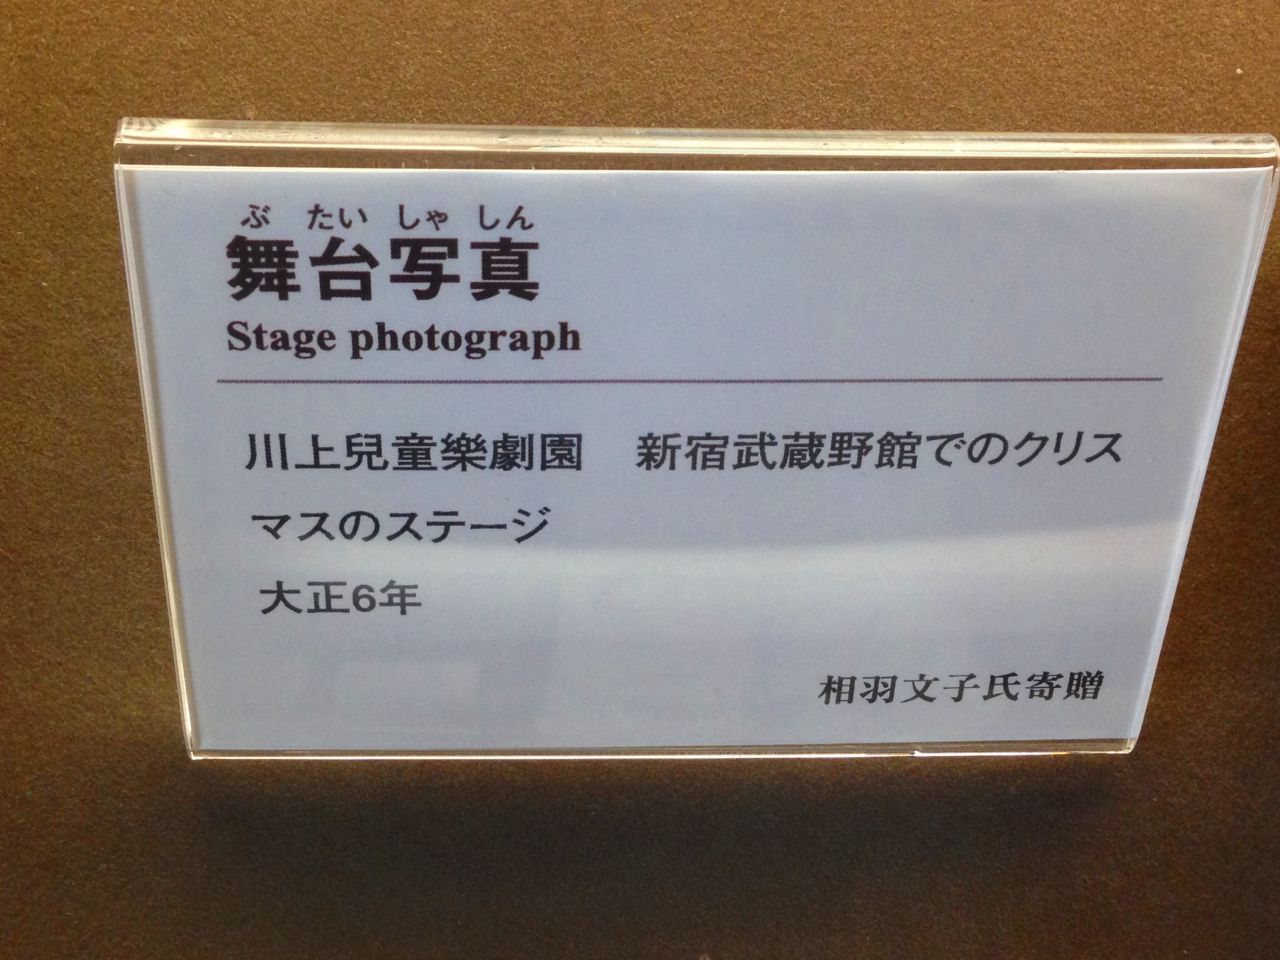 ぶ たい しゃ しん
舞台写真
Stage photograph
川上兒童樂劇園　新宿武蔵野館でのクリス
マスのステージ
大正6年
相羽文子氏寄贈